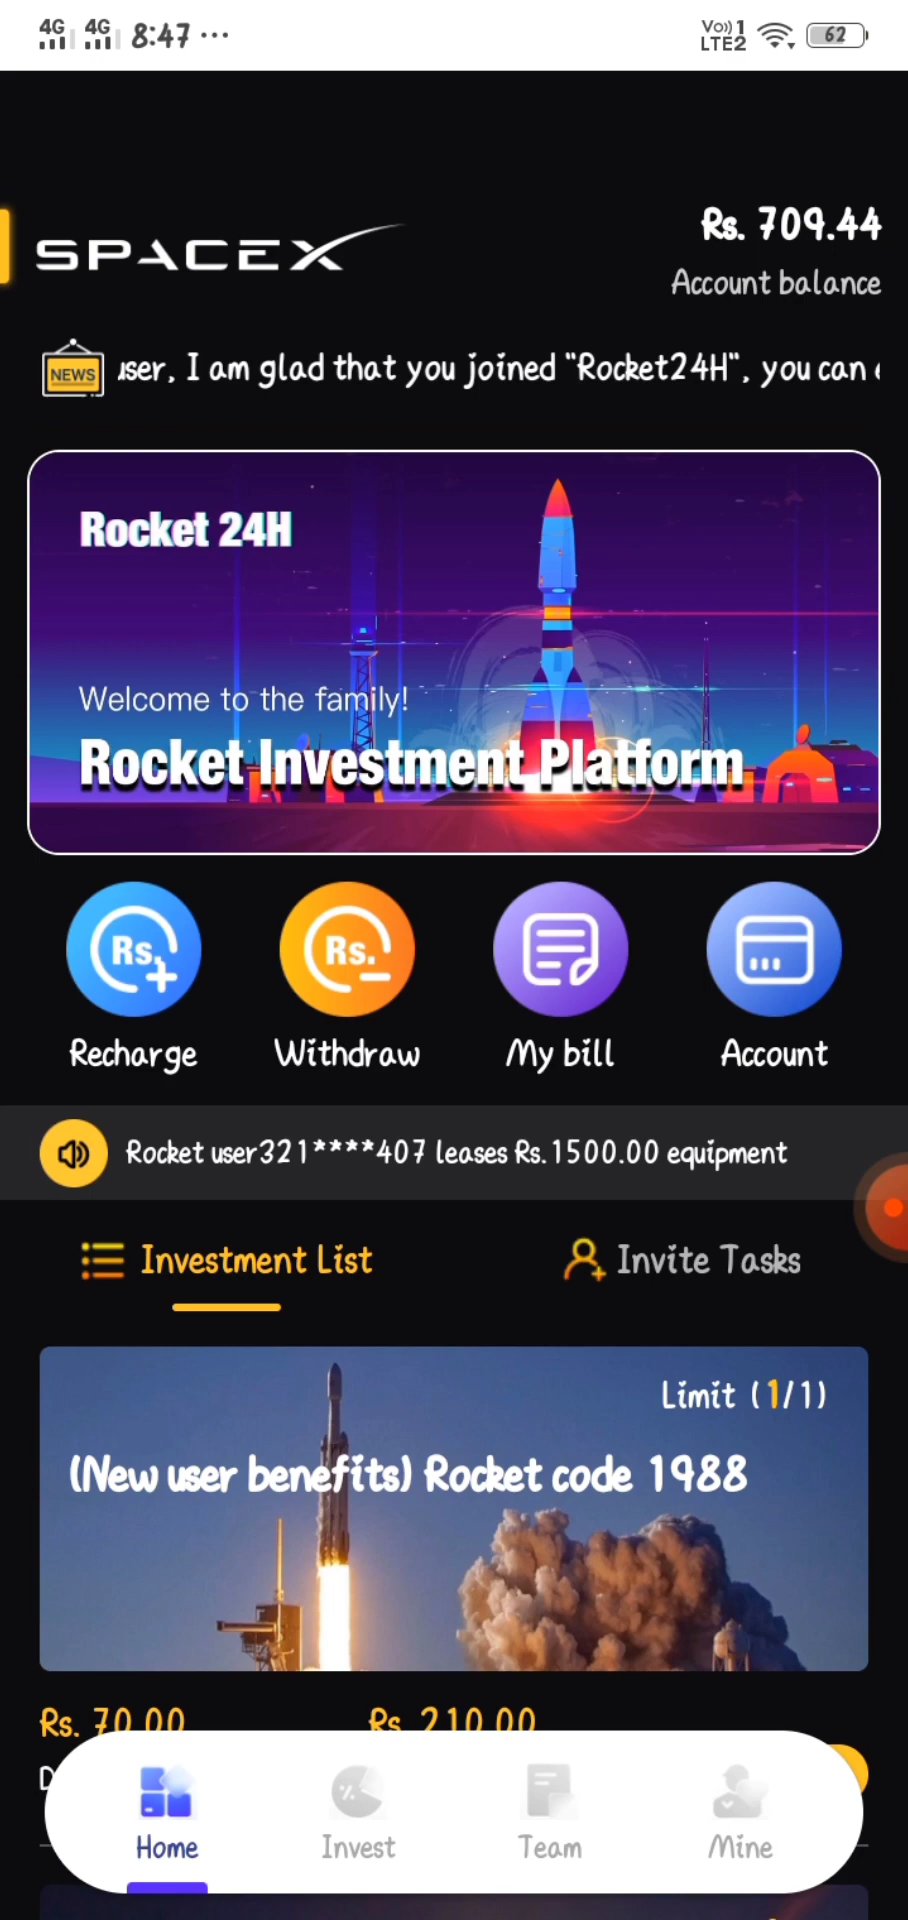 4G 4G 8:47 ...
Vo)) 1
LTE2
62
SPACEX
Rs. 709.44
Account balance
NEWS
I am glad that you joined "Rocket24H", you can
Rocket 24H
Welcome to the family!
Rocket Investment Platform
Rs.
Rs.
Recharge
Withdraw
My bill
Account
Rocket user321****407 leases Rs.1500.00 equipment
Investment List
Invite Tasks
Limit (1/1)
(New user benefits) Rocket code 1988
Rs. 70.00
Rs. 210.00
Home
Invest
Team
Mine